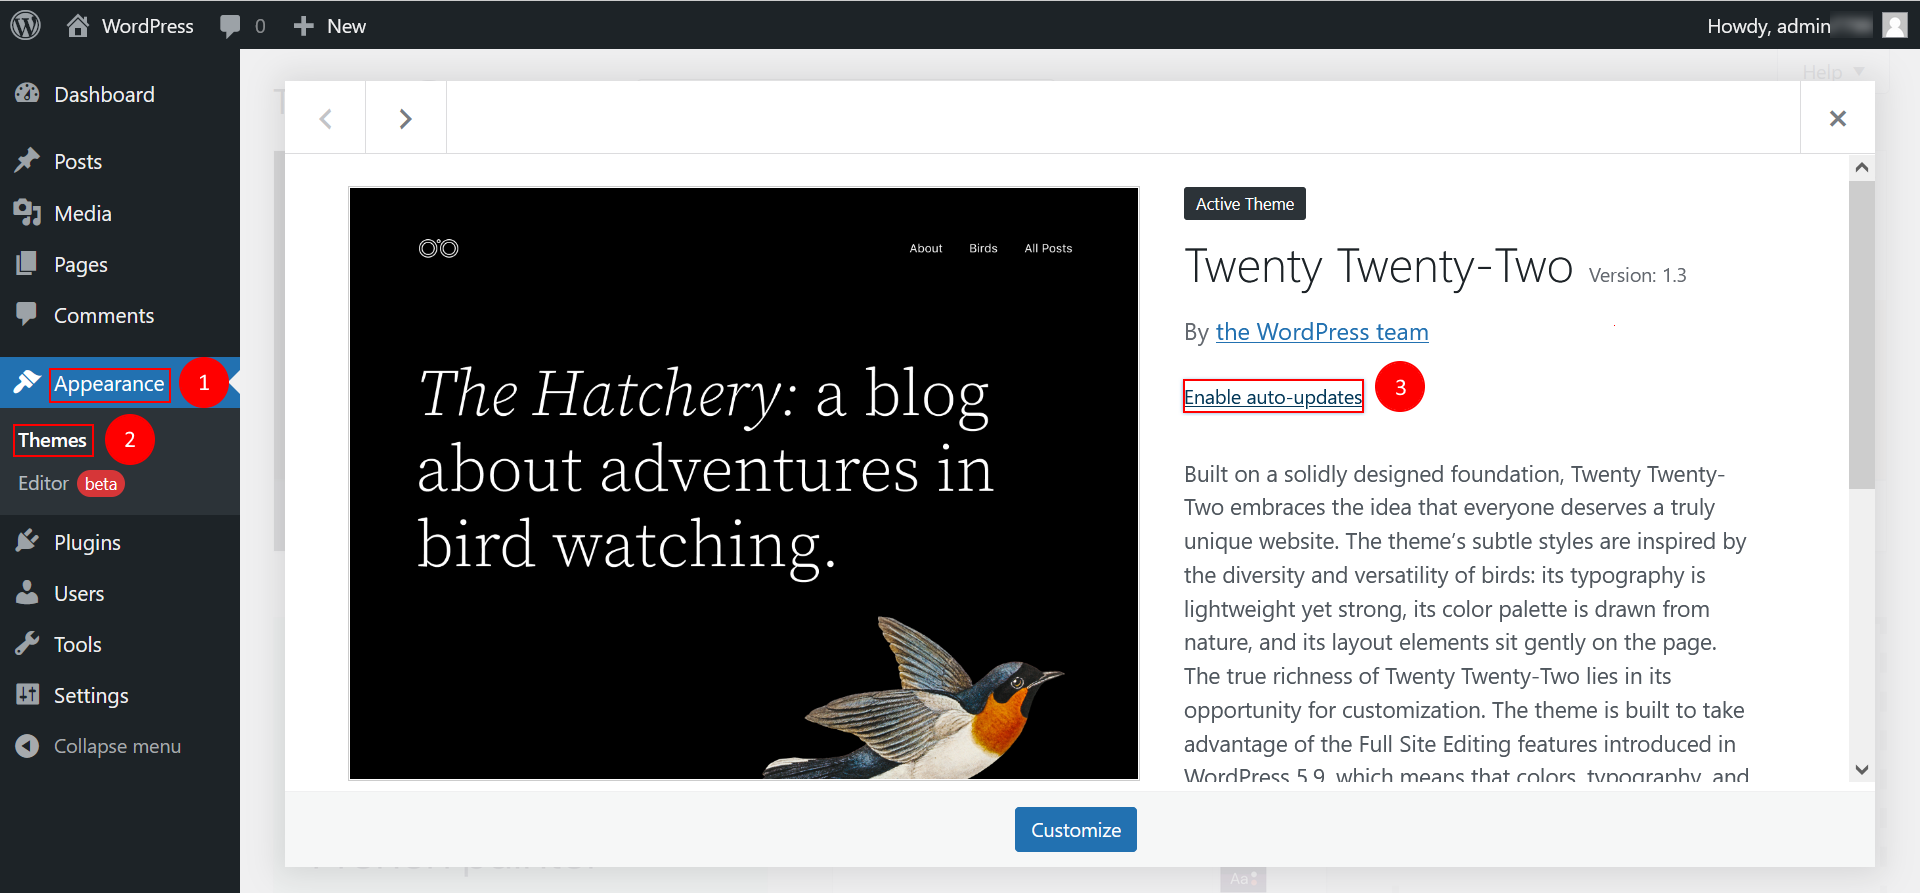 WordPress
0
New
Howdy, admin
Help
Dashboard
Posts
Media
Pages
Comments
Appearance
1
Themes
2
Editor
beta
Plugins
Users
Tools
Settings
Collapse menu
About Birds All Posts
The Hatchery: a blog
about adventures in
bird watching.
Active Theme
Twenty Twenty-Two Version: 1.3
By the WordPress team
Enable auto-updates
3
Built on a solidly designed foundation, Twenty Twenty-
Two embraces the idea that everyone deserves a truly
unique website. The theme’s subtle styles are inspired by
the diversity and versatility of birds: its typography is
lightweight yet strong, its color palette is drawn from
nature, and its layout elements sit gently on the page.
The true richness of Twenty Twenty-Two lies in its
opportunity for customization. The theme is built to take
advantage of the Full Site Editing features introduced in
WordPress 5.9, which means that colors, typography, and
Customize
Aa